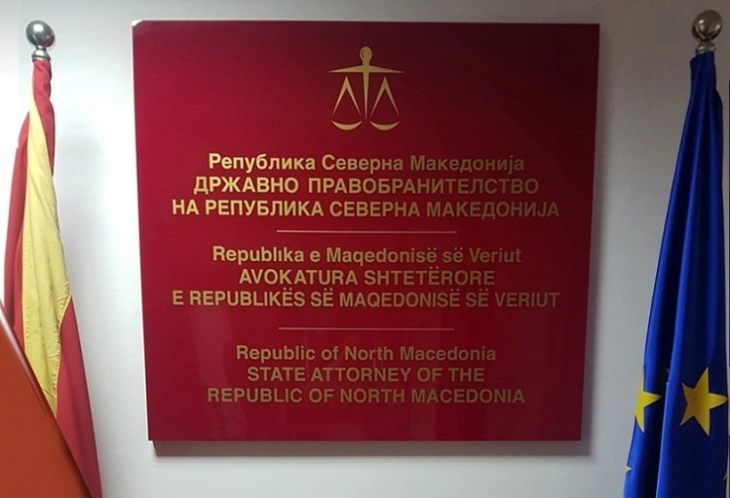 Република Северна Македонија
ДРЖАВНО ПРАВОБРАНИТЕЛСТВО
НА РЕПУБЛИКА СЕВЕРНА МАКЕДОНИЈА
Republika e Maqedonisë së Veriut
AVOKATURA SHTETËRORE
E REPUBLIKËS SË MAQEDONISË SË VERIUT
Republic of North Macedonia
STATE ATTORNEY OF THE
REPUBLIC OF NORTH MACEDONIA